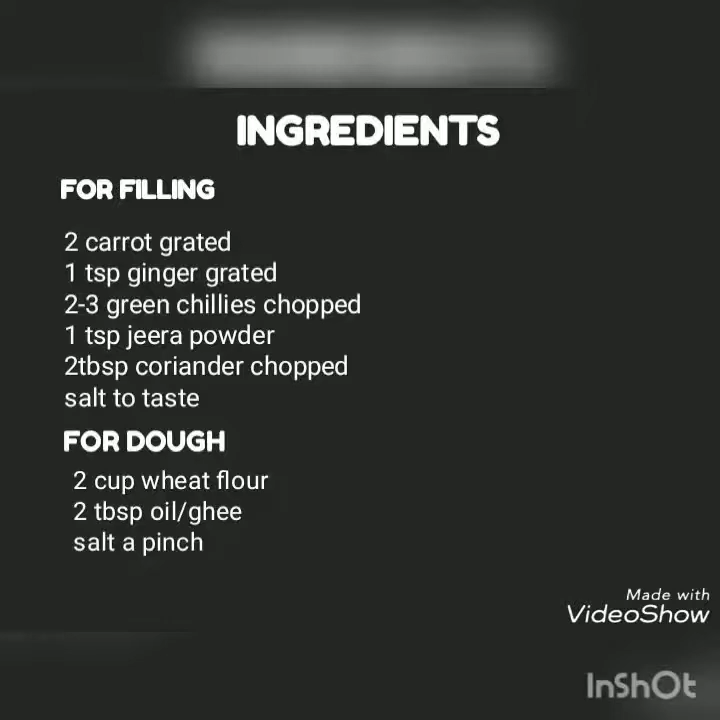 INGREDIENTS
FOR FILLING
2 carrot grated
1 tsp ginger grated
2-3 green chillies chopped
1 tsp jeera powder
2tbsp coriander chopped
salt to taste
FOR DOUGH
2 cup wheat flour
2 tbsp oil/ghee
salt a pinch
Made with
VideoShow
InShOt